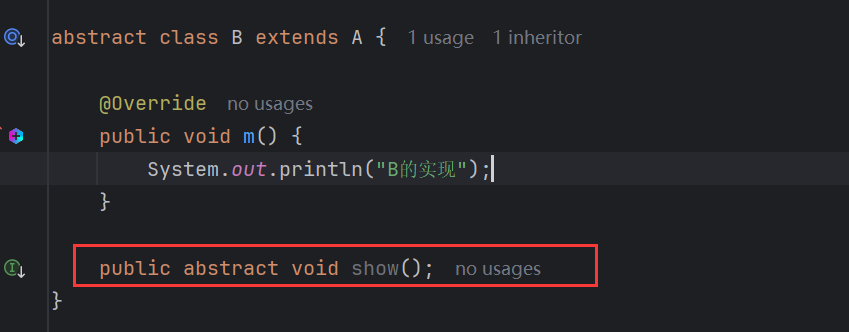 abstract class B extends A { 1 usage 1 inheritor
@Override no usages
public void m() {
System.out.println("B的实现");
}
public abstract void show(); no usages
}